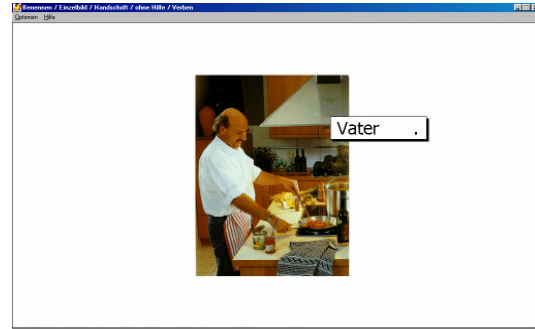 Benennen / Einzelbild / Handschrift / ohne Hilfe / Verben
Optionen Hilfe
Vater .